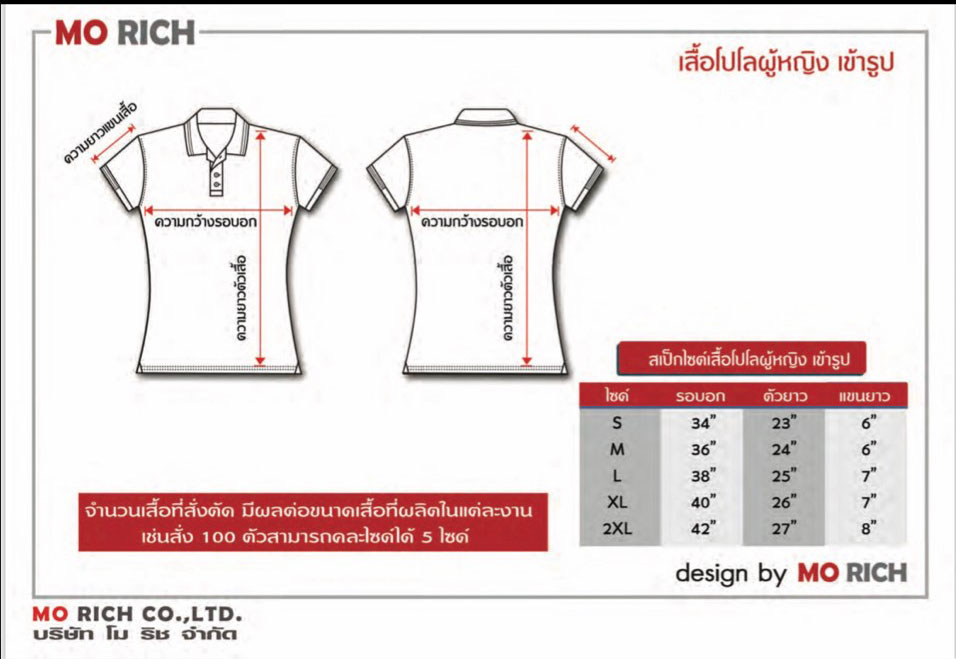 MO RICH
เสื้อโปโลผู้หญิง เข้ารูป
ความยาวแขนเสื้อ
ความกว้างรอบอก
ความยาวตัวเสื้อ
ความกว้างรอบอก
ความยาวตัวเสื้อ
สเป็กไซด์เสื้อโปโลผู้หญิง เข้ารูป
ไซด์ รอบอก ตัวยาว แขนยาว
S 34” 23” 6”
M 36” 24” 6”
L 38” 25” 7”
XL 40” 26” 7”
2XL 42” 27” 8”
จำนวนเสื้อที่สั่งตัด มีผลต่อขนาดเสื้อที่ผลิตในแต่ละงาน
เช่นสั่ง 100 ตัวสามารถคละไซด์ได้ 5 ไซด์
design by MO RICH
MO RICH CO.,LTD.
บริษัท โม ริช จำกัด